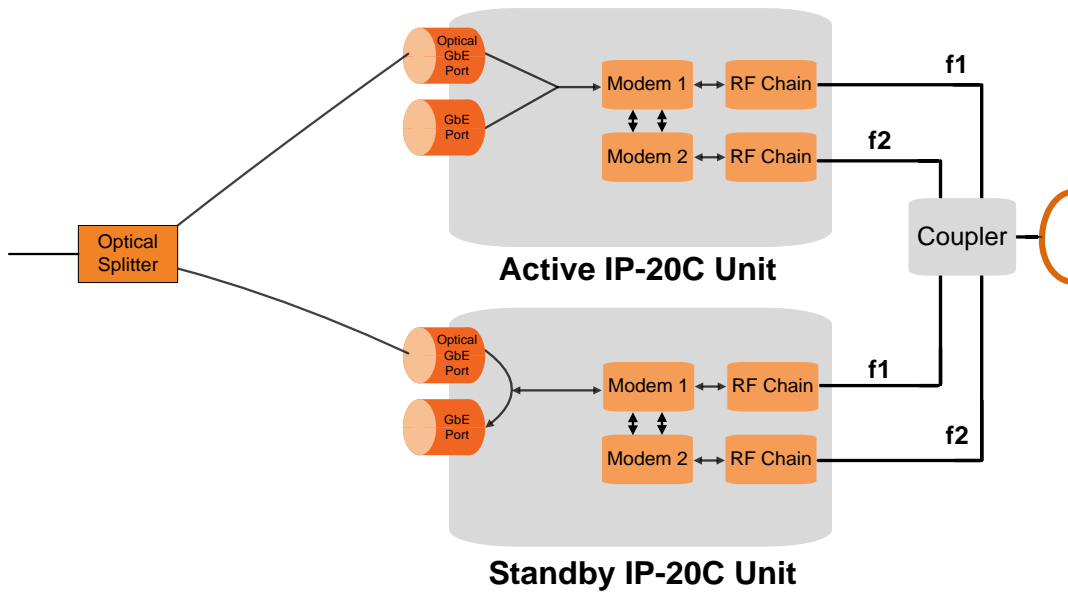 Optical
GbE
Port
GbE
Port
Modem 1
RF Chain
f1
Modem 2
RF Chain
f2
Optical
Splitter
Coupler
Active IP-20C Unit
Optical
GbE
Port
GbE
Port
Modem 1
RF Chain
f1
Modem 2
RF Chain
f2
Standby IP-20C Unit